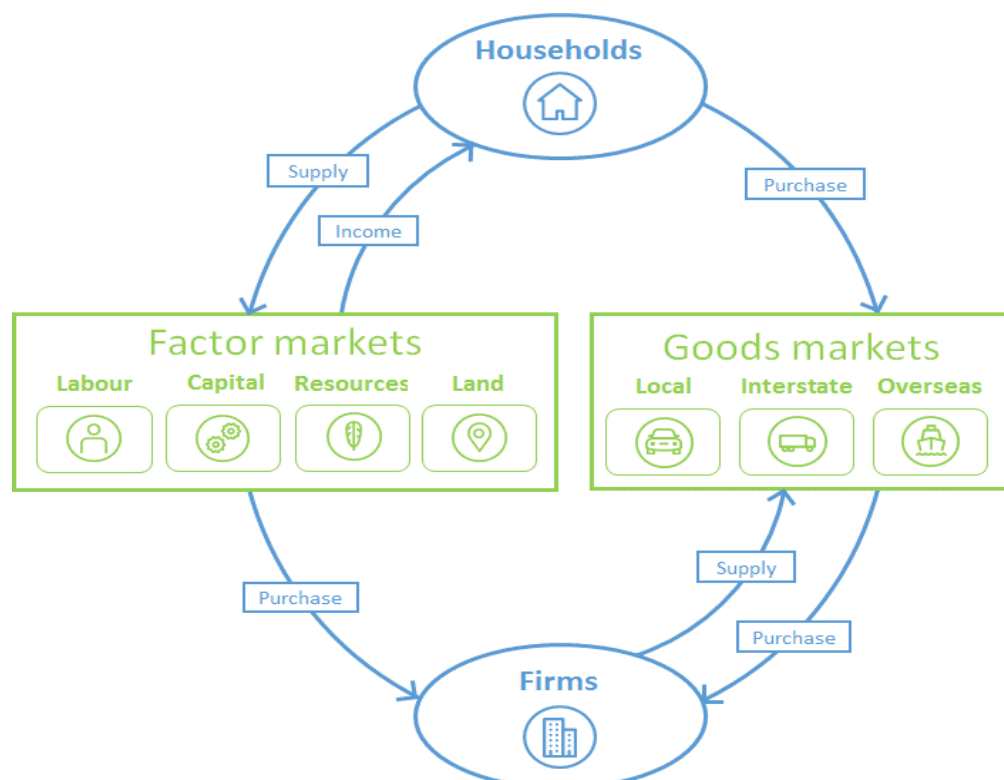 Households
Supply
Purchase
Income
Factor markets
Labour Capital Resources Land
Goods markets
Local Interstate Overseas
Purchase
Supply
Purchase
Firms